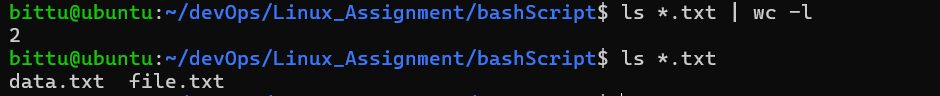 bittu@ubuntu:~/devOps/Linux_Assignment/bashScript$ ls *.txt | wc -l
2
bittu@ubuntu:~/devOps/Linux_Assignment/bashScript$ ls *.txt
data.txt  file.txt